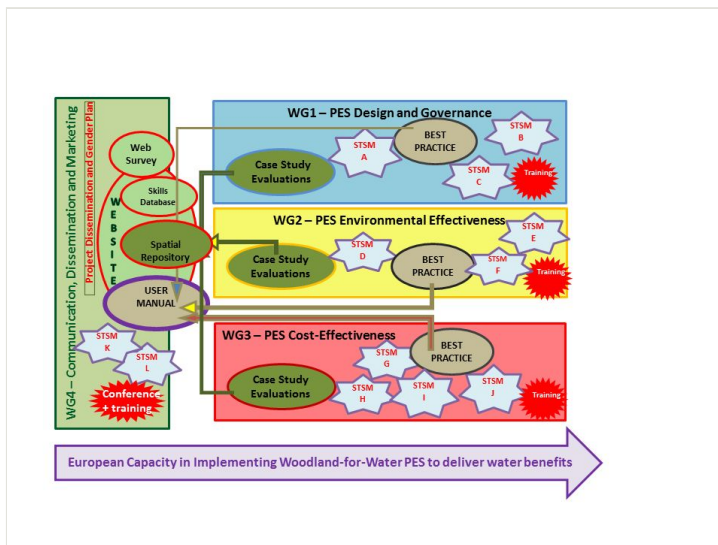 WG4 – Communication, Dissemination and Marketing
Project Dissemination and Gender Plan
Web
Survey
Skills
Database
WEBSITE
Spatial
Repository
USER
MANUAL
STSM
K
STSM
L
Conference
+ training
WG1 – PES Design and Governance
STSM
A
BEST
PRACTICE
STSM
B
Case Study
Evaluations
STSM
C
Training
WG2 – PES Environmental Effectiveness
STSM
E
STSM
D
Case Study
Evaluations
BEST
PRACTICE
STSM
F
Training
WG3 – PES Cost-Effectiveness
BEST
PRACTICE
STSM
G
Case Study
Evaluations
STSM
H
STSM
I
STSM
J
Training
European Capacity in Implementing Woodland-for-Water PES to deliver water benefits